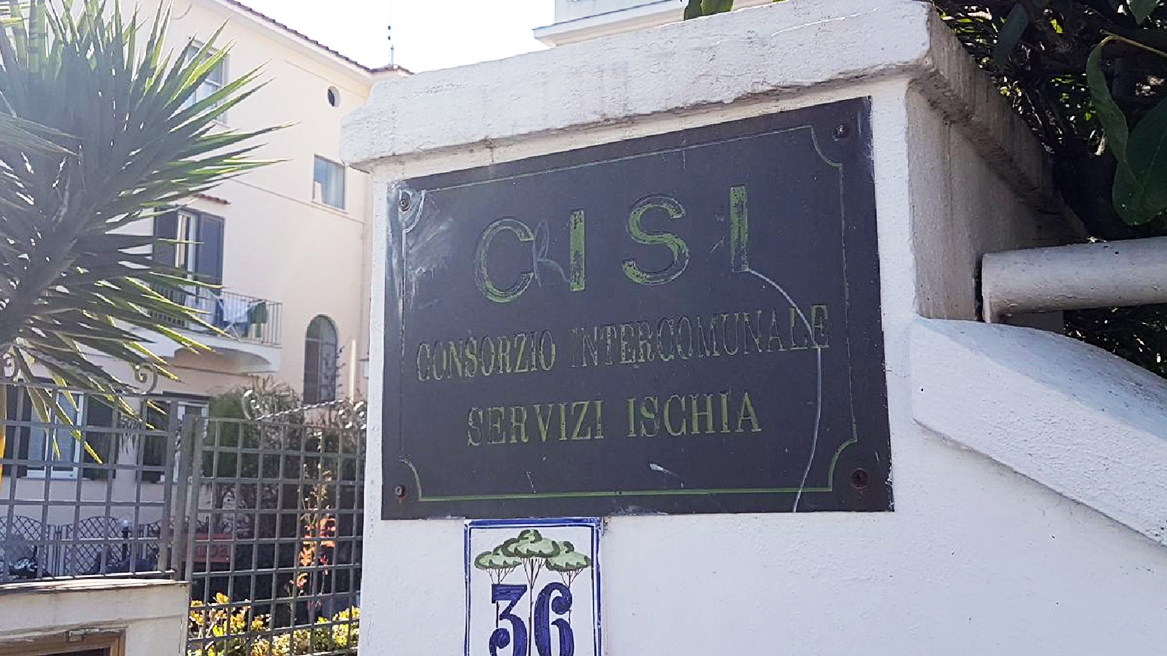 CISI
CONSORZIO INTERCOMUNALE
SERVIZI ISCHIA
36